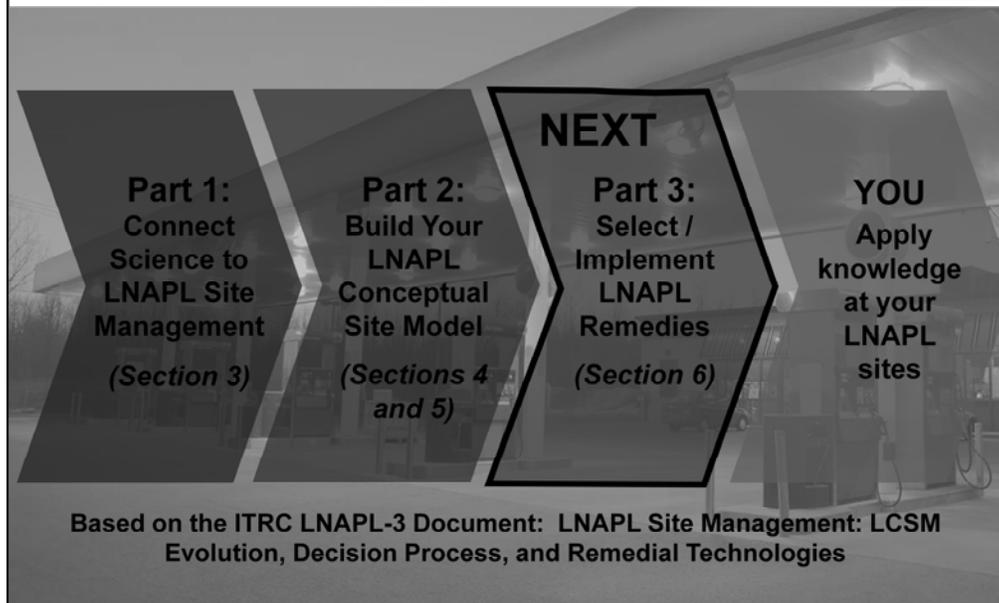 NEXT
Part 1:
Connect
Science to
LNAPL Site
Management
(Section 3)
Part 2:
Build Your
LNAPL
Conceptual
Site Model
(Sections 4
and 5)
Part 3:
Select /
Implement
LNAPL
Remedies
(Section 6)
YOU
Apply
knowledge
at your
LNAPL
sites
Based on the ITRC LNAPL-3 Document: LNAPL Site Management: LCSM
Evolution, Decision Process, and Remedial Technologies